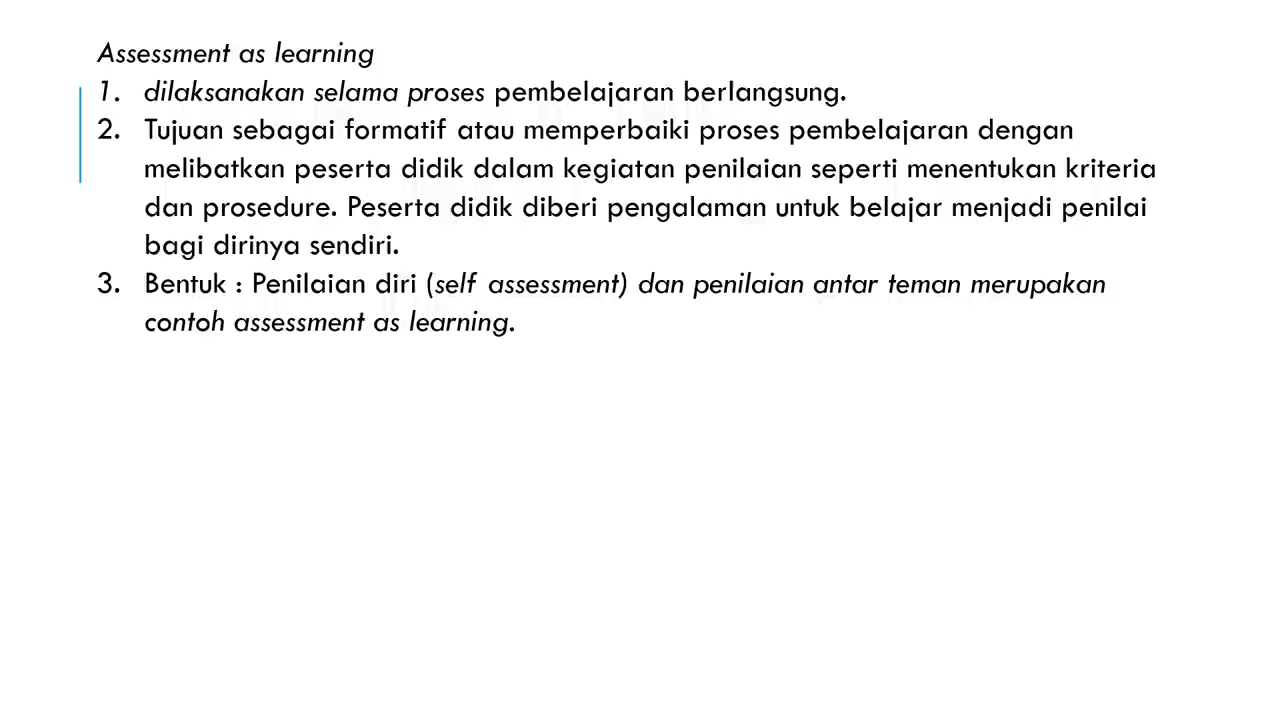 Assessment as learning
1. dilaksanakan selama proses pembelajaran berlangsung.
2. Tujuan sebagai formatif atau memperbaiki proses pembelajaran dengan
melibatkan peserta didik dalam kegiatan penilaian seperti menentukan kriteria
dan prosedure. Peserta didik diberi pengalaman untuk belajar menjadi penilai
bagi dirinya sendiri.
3. Bentuk : Penilaian diri (self assessment) dan penilaian antar teman merupakan
contoh assessment as learning.